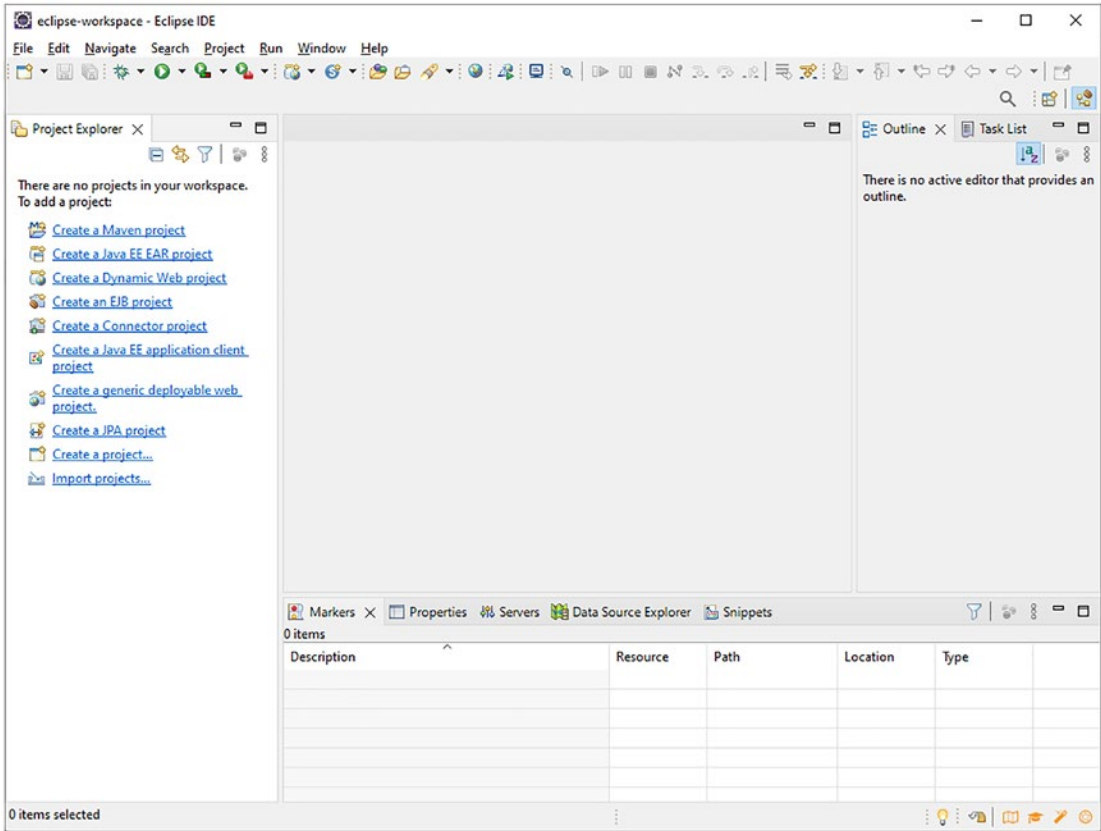 eclipse-workspace - Eclipse IDE
File Edit Navigate Search Project Run Window Help
Project Explorer
There are no projects in your workspace.
To add a project:
Create a Maven project
Create a Java EE EAR project
Create a Dynamic Web project
Create an EJB project
Create a Connector project
Create a Java EE application client
project
Create a generic deployable web
project.
Create a JPA project
Create a project...
Import projects...
Outline Task List
There is no active editor that provides an
outline.
Markers Properties Servers Data Source Explorer Snippets
0 items
Description Resource Path Location Type
0 items selected